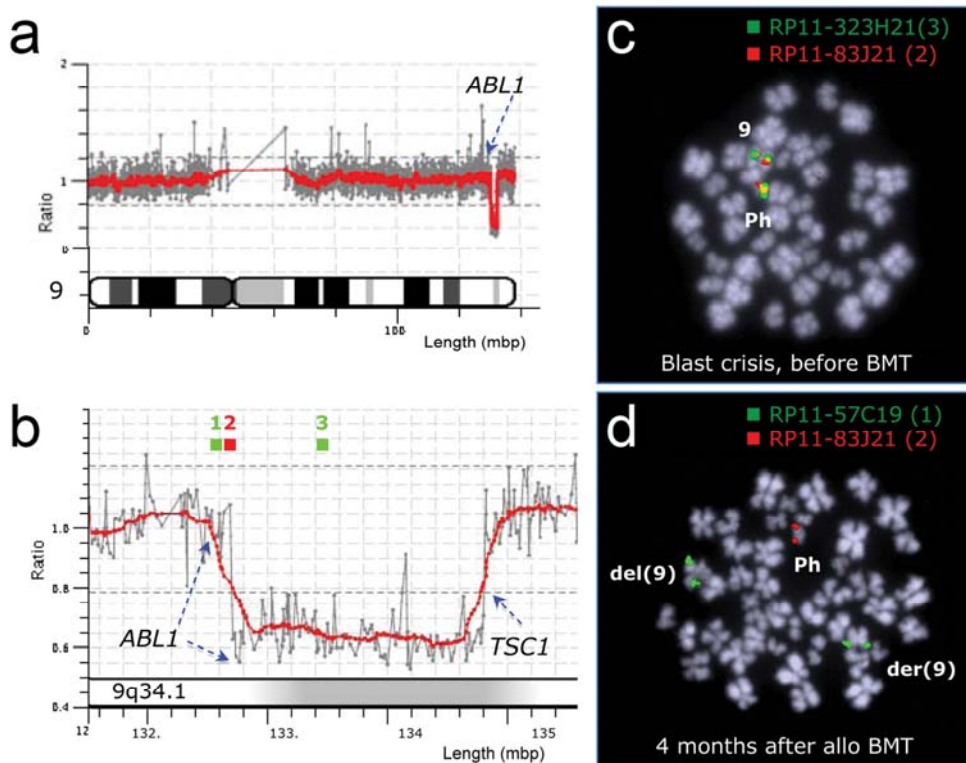 a
2
1
0
Ratio
ABL1
9
0
100
Length (mbp)
b
1
2
3
1.0
0.8
0.6
0.4
Ratio
ABL1
TSC1
9q34.1
12
132.
133.
134
135
Length (mbp)
c
RP11-323H21(3)
RP11-83J21 (2)
9
Ph
Blast crisis, before BMT
d
RP11-57C19 (1)
RP11-83J21 (2)
Ph
del(9)
der(9)
4 months after allo BMT